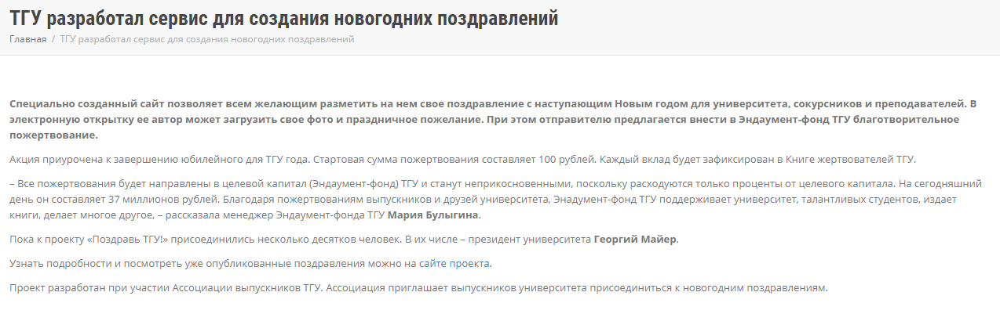 ТГУ разработал сервис для создания новогодних поздравлений
Главная / ТГУ разработал сервис для создания новогодних поздравлений
Специально созданный сайт позволяет всем желающим разметить на нем свое поздравление с наступающим Новым годом для университета, сокурсников и преподавателей. В
электронную открытку ее автор может загрузить свое фото и праздничное пожелание. При этом отправителю предлагается внести в Эндаумент-фонд ТГУ благотворительное
пожертвование.
Акция приурочена к завершению юбилейного для ТГУ года. Стартовая сумма пожертвования составляет 100 рублей. Каждый вклад будет зафиксирован в Книге жертвователей ТГУ.
– Все пожертвования будет направлены в целевой капитал (Эндаумент-фонд) ТГУ и станут неприкосновенными, поскольку расходуются только проценты от целевого капитала. На сегодняшний
день он составляет 37 миллионов рублей. Благодаря пожертвованиям выпускников и друзей университета, Энадумент-фонд ТГУ поддерживает университет, талантливых студентов, издает
книги, делает многое другое, – рассказала менеджер Эндаумент-фонда ТГУ Мария Булыгина.
Пока к проекту «Поздравь ТГУ!» присоединились несколько десятков человек. В их числе – президент университета Георгий Майер.
Узнать подробности и посмотреть уже опубликованные поздравления можно на сайте проекта.
Проект разработан при участии Ассоциации выпускников ТГУ. Ассоциация приглашает выпускников университета присоединиться к новогодним поздравлениям.